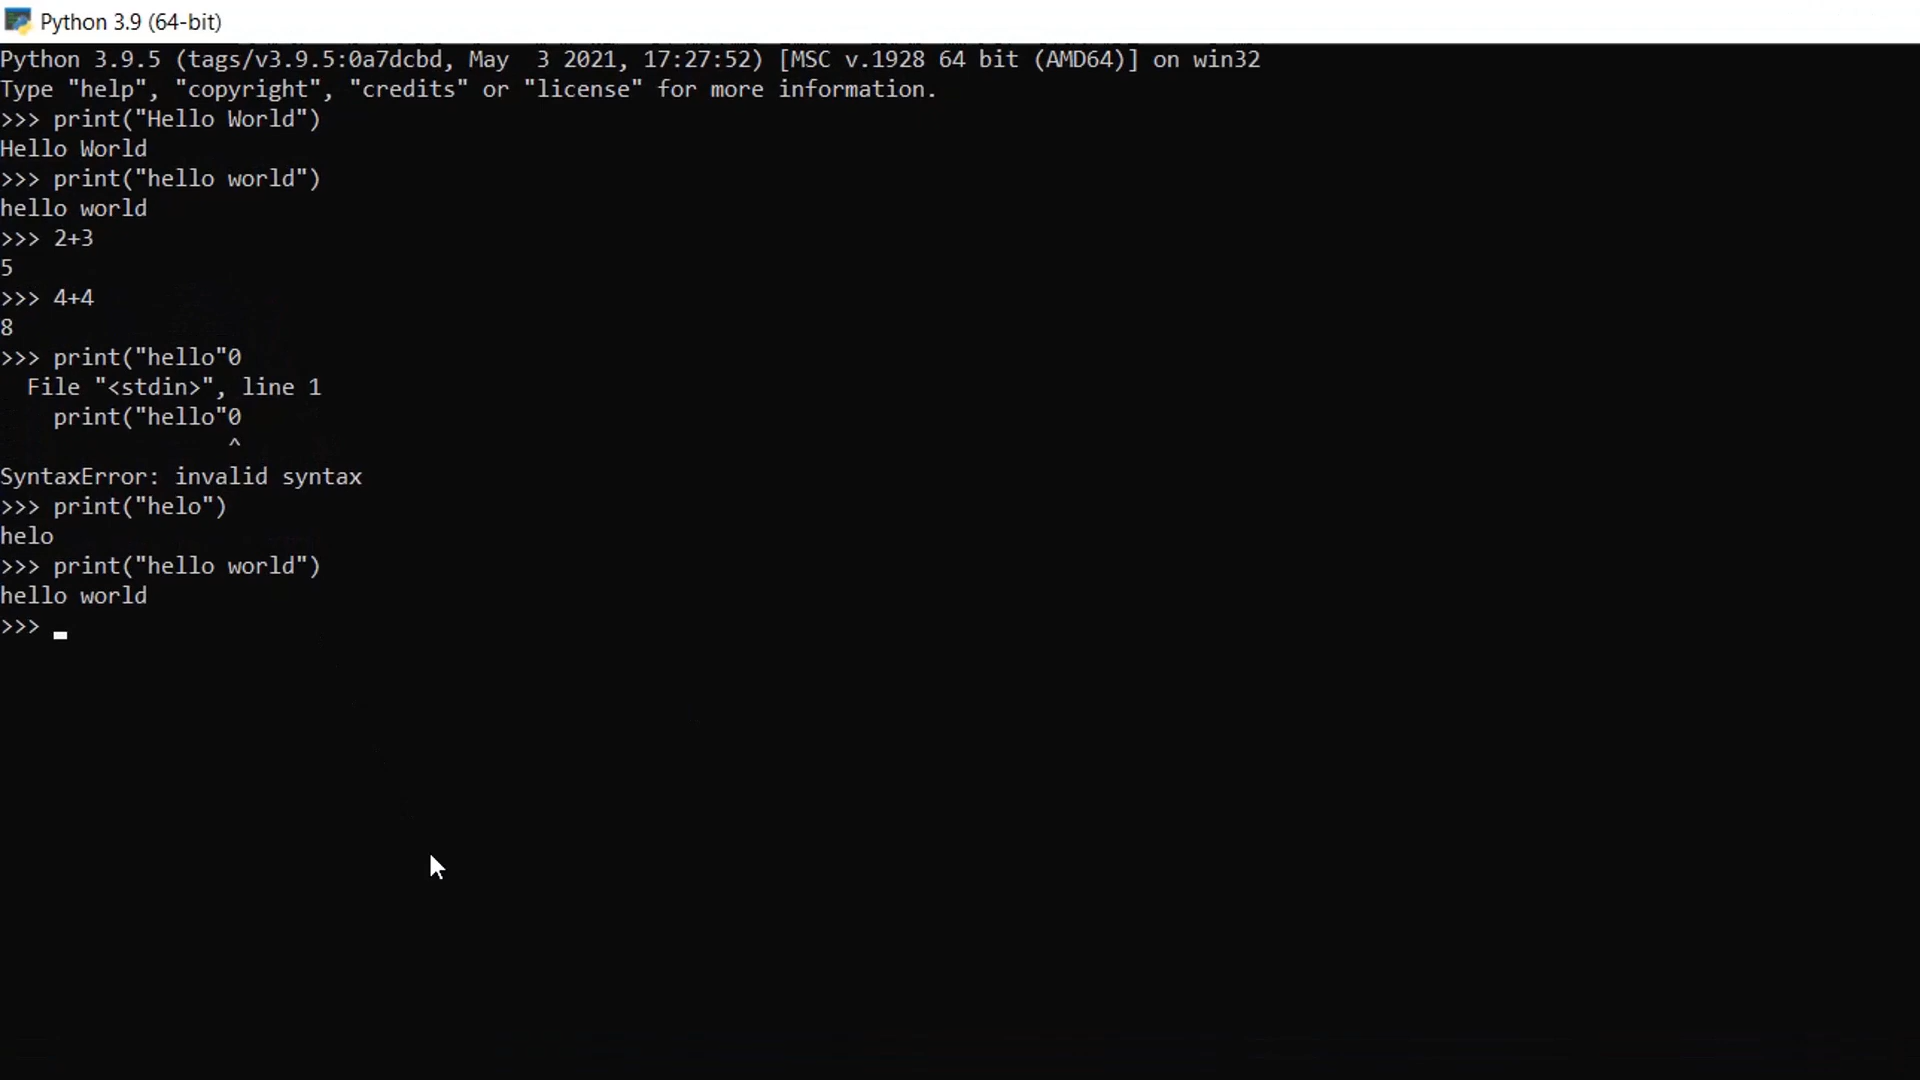 Python 3.9 (64-bit)
Python 3.9.5 (tags/v3.9.5:0a7dcbd, May  3 2021, 17:27:52) [MSC v.1928 64 bit (AMD64)] on win32
Type "help", "copyright", "credits" or "license" for more information.
>>> print("Hello World")
Hello World
>>> print("hello world")
hello world
>>> 2+3
5
>>> 4+4
8
>>> print("hello"0
  File "<stdin>", line 1
    print("hello"0
                 ^
SyntaxError: invalid syntax
>>> print("helo")
helo
>>> print("hello world")
hello world
>>>